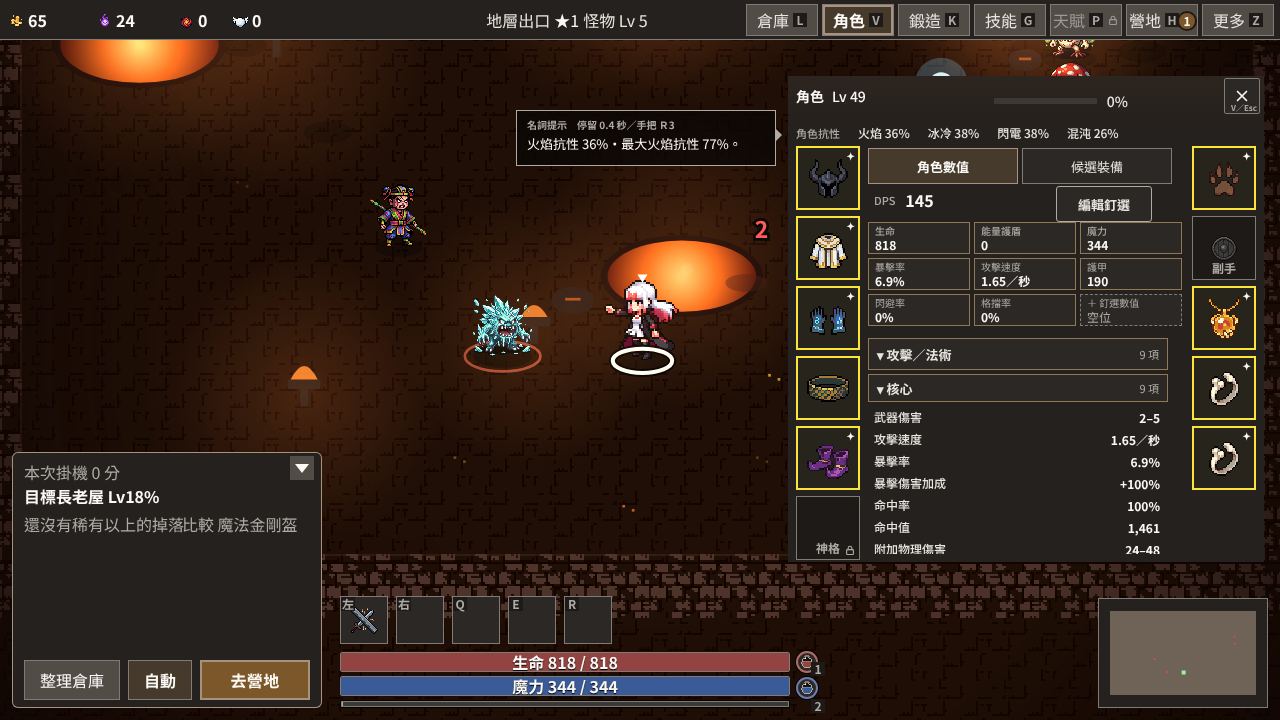 65 24 0 0 地層出口 ★1 怪物 Lv 5 倉庫 L 角色 V 鍛造 K 技能 G 天賦 P 營地 H 1 更多 Z
角色 Lv 49 0% V／Esc
角色抗性 火焰 36% 冰冷 38% 閃電 38% 混沌 26%
名詞提示 停留 0.4 秒／手把 R3
火焰抗性 36%・最大火焰抗性 77%。
角色數值 候選裝備
DPS 145 編輯釘選
生命 能量護盾 魔力
818 0 344
暴擊率 攻擊速度 護甲
6.9% 1.65／秒 190
閃避率 格擋率 ＋ 釘選數值
0% 0% 空位
副手
2
▾攻擊／法術 9 項
▾核心 9 項
武器傷害 2–5
攻擊速度 1.65／秒
暴擊率 6.9%
暴擊傷害加成 +100%
命中率 100%
命中值 1,461
附加物理傷害 24–48
神格
本次掛機 0 分
目標長老屋 Lv18%
還沒有稀有以上的掉落比較 魔法金剛盔
整理倉庫 自動 去營地
左 右 Q E R
生命 818 / 818 1
魔力 344 / 344
2